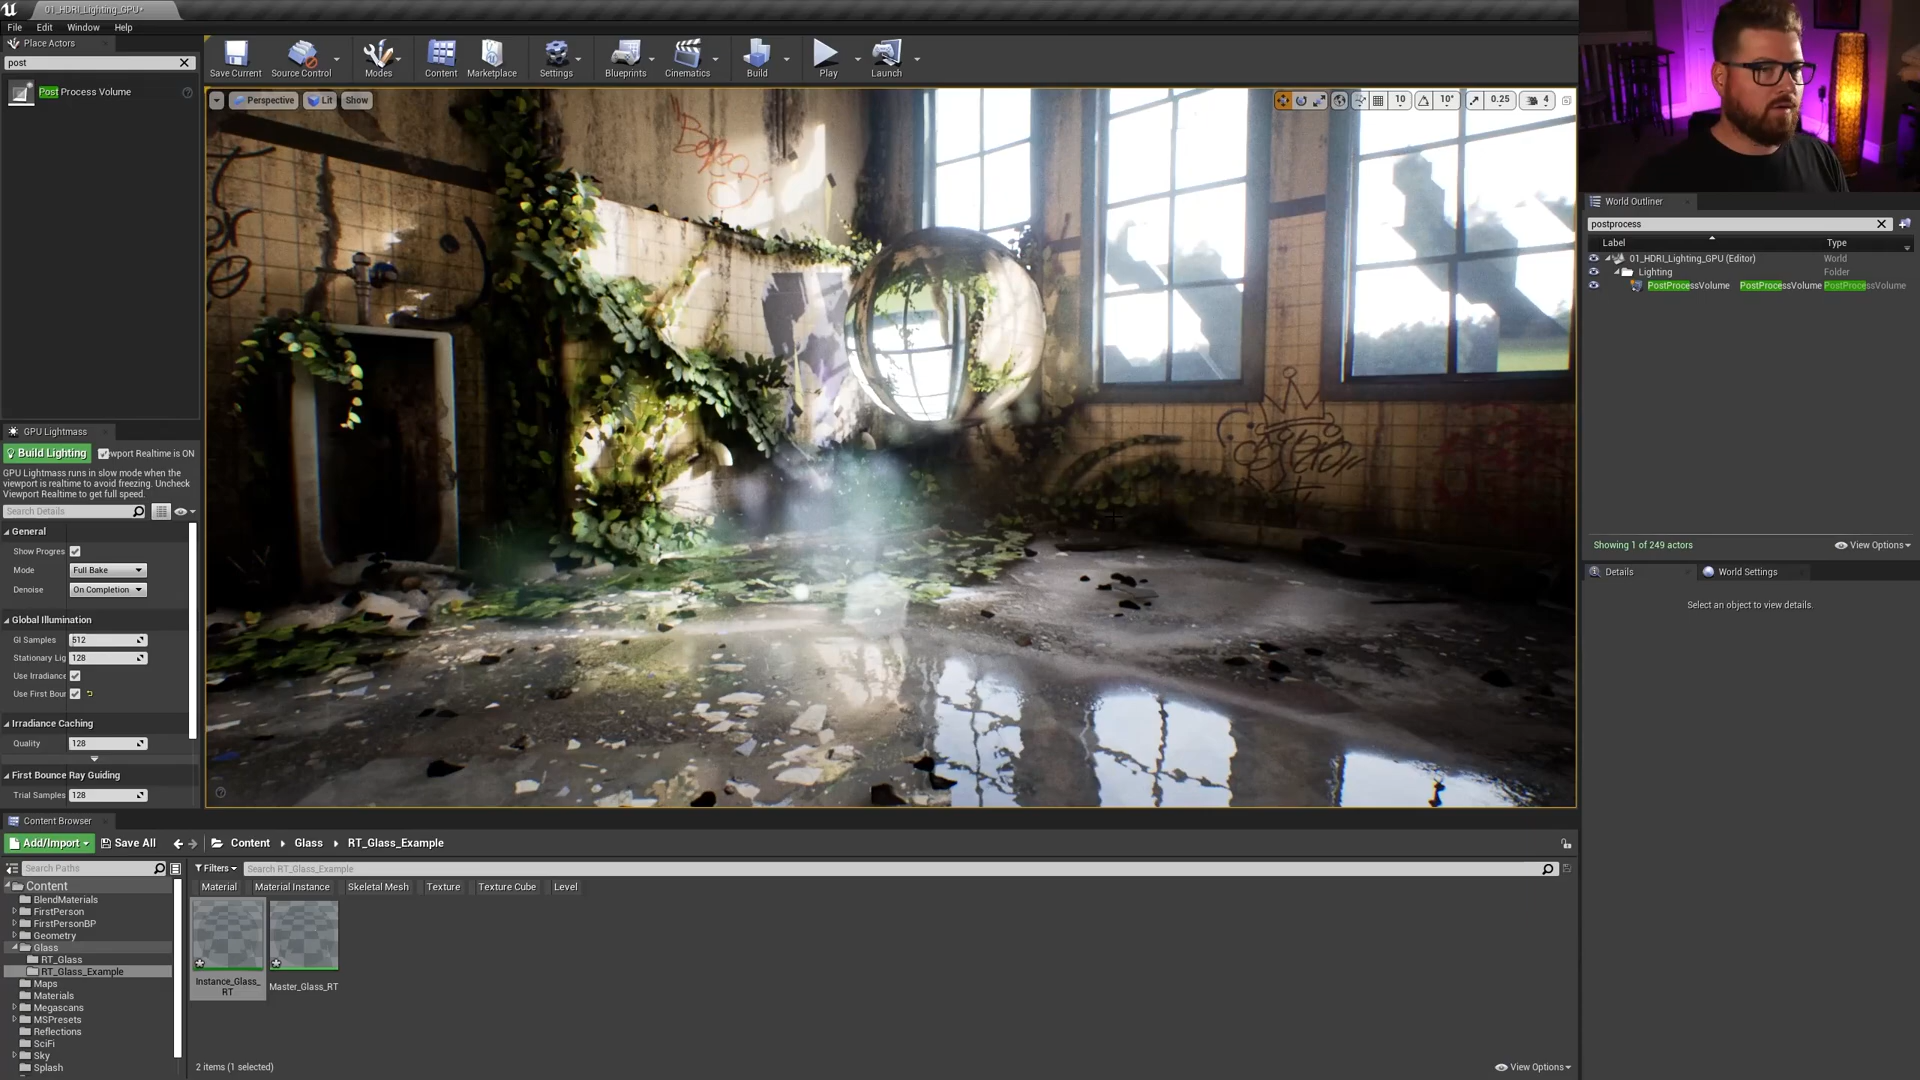 01_HDRI_Lighting_GPU*
File Edit Window Help
Place Actors
post
Post Process Volume
Save Current
Source Control
Modes
Content
Marketplace
Settings
Blueprints
Cinematics
Build
Play
Launch
Perspective
Lit
Show
10
10°
0.25
4
World Outliner
postprocess
Label
Type
01_HDRI_Lighting_GPU (Editor) World
Lighting Folder
PostProcessVolume PostProcessVolume PostProcessVolume
Showing 1 of 249 actors
View Options
Details
World Settings
Select an object to view details.
GPU Lightmass
Build Lighting
wport Realtime is ON
GPU Lightmass runs in slow mode when the
viewport is realtime to avoid freezing. Uncheck
Viewport Realtime to get full speed.
Search Details
General
Show Progres
Mode Full Bake
Denoise On Completion
Global Illumination
GI Samples 512
Stationary Lig 128
Use Irradiance
Use First Bour
Irradiance Caching
Quality 128
First Bounce Ray Guiding
Trial Samples 128
Content Browser
Add/Import
Save All
Content
Glass
RT_Glass_Example
Search Paths
Filters
Search RT_Glass_Example
Material
Material Instance
Skeletal Mesh
Texture
Texture Cube
Level
Content
BlendMaterials
FirstPerson
FirstPersonBP
Geometry
Glass
RT_Glass
RT_Glass_Example
Maps
Materials
Megascans
MSPresets
Reflections
SciFi
Sky
Splash
Instance_Glass_
RT
Master_Glass_RT
2 items (1 selected)
View Options